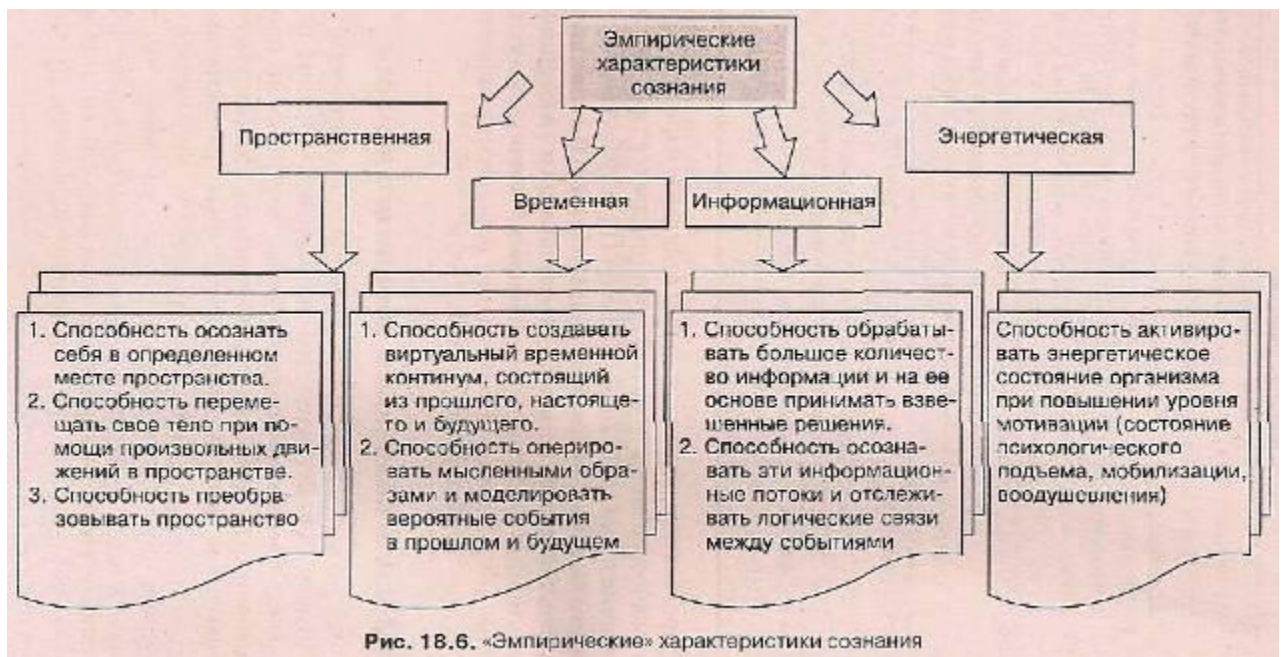 Эмпирические
характеристики
сознания
Пространственная
Энергетическая
Временная
Информационная
1. Способность осознать
себя в определенном
месте пространства.
2. Способность переме-
щать свое тело при по-
мощи произвольных дви-
жений в пространстве.
3. Способность преобра
зовывать пространство
1. Способность создавать
виртуальный временной
континум, состоящий
из прошлого, настояще-
го и будущего.
2. Способность опериро-
вать мысленными обра-
зами и моделировать
вероятные события
в прошлом и будущем
1. Способность обрабаты-
вать большое количест-
во информации и на ее
основе принимать взве-
шенные решения.
2. Способность осозна-
вать эти информацион-
ные потоки и отслежи-
вать логические связи
между событиями
Способность активиро-
вать энергетическое
состояние организма
при повышении уровня
мотивации (состояние
психологического
подъема, мобилизации,
воодушевления)
Рис. 18.6. «Эмпирические» характеристики сознания